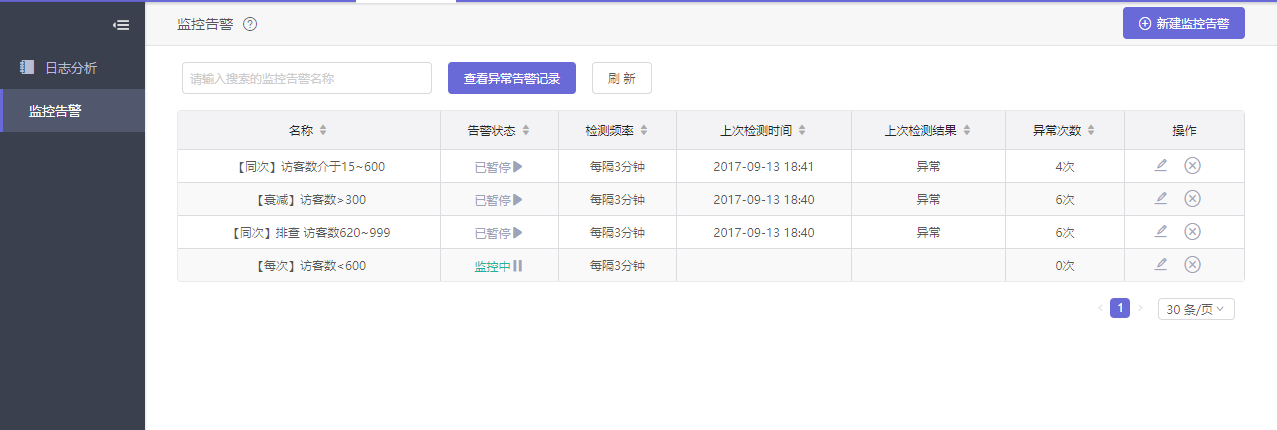 监控告警 ?
新建监控告警
日志分析
监控告警
请输入搜索的监控告警名称 查看异常告警记录 刷 新
名称 告警状态 检测频率 上次检测时间 上次检测结果 异常次数 操作
【同次】访客数介于15~600 已暂停 每隔3分钟 2017-09-13 18:41 异常 4次
【衰减】访客数>300 已暂停 每隔3分钟 2017-09-13 18:40 异常 6次
【同次】排查 访客数620~999 已暂停 每隔3分钟 2017-09-13 18:40 异常 6次
【每次】访客数<600 监控中 每隔3分钟 0次
1 30 条/页